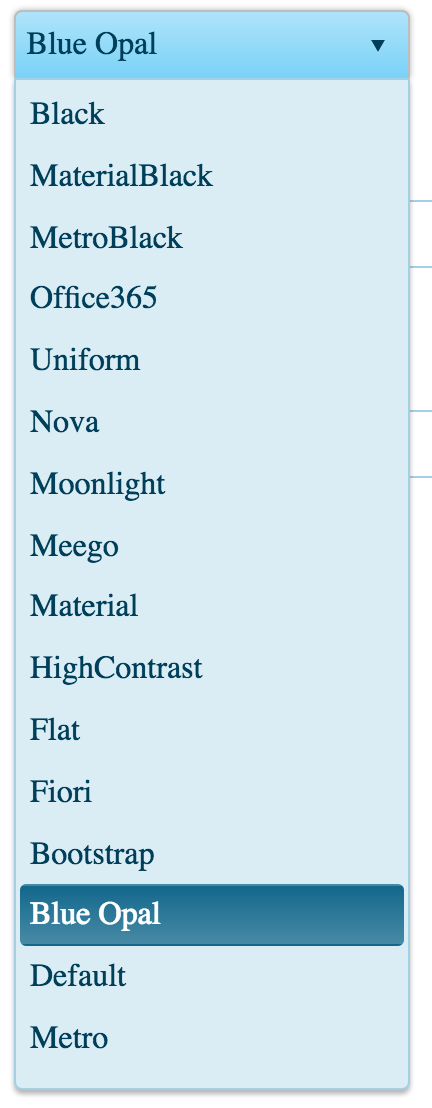 Blue Opal
Black
MaterialBlack
MetroBlack
Office365
Uniform
Nova
Moonlight
Meego
Material
HighContrast
Flat
Fiori
Bootstrap
Blue Opal
Default
Metro